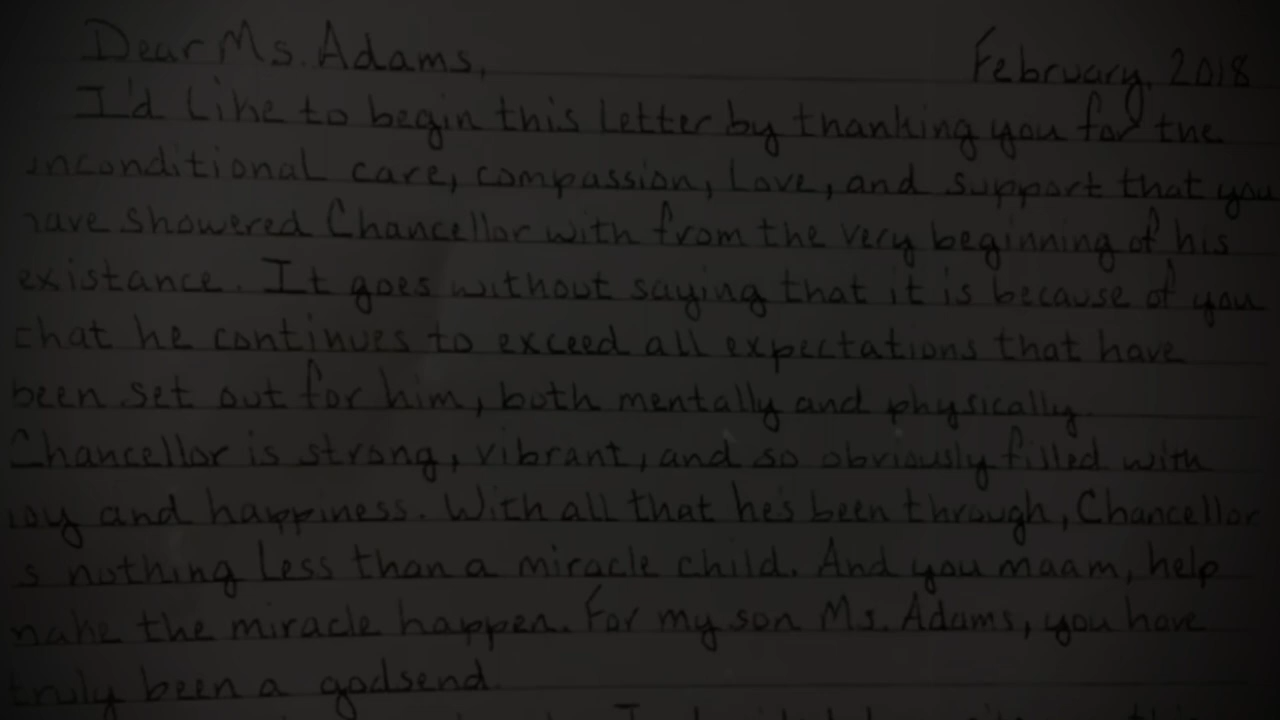 Dear Ms. Adams,
February, 2018
I'd like to begin this letter by thanking you for the
inconditional care, compassion, love, and support that you
have showered Chancellor with from the very beginning of his
existance. It goes without saying that it is because of you
that he continues to exceed all expectations that have
been set out for him, both mentally and physically.
Chancellor is strong, vibrant, and so obviously filled with
joy and happiness. With all that he's been through, Chancellor
is nothing less than a miracle child. And you maam, help
make the miracle happen. For my son Ms. Adams, you have
truly been a godsend.